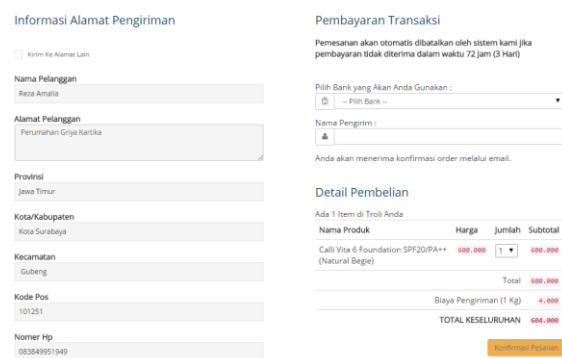 Informasi Alamat Pengiriman
Kirim Ke Alamat Lain
Nama Pelanggan
Reza Amalia
Alamat Pelanggan
Perumahan Griya Kartika
Provinsi
Jawa Timur
Kota/Kabupaten
Kota Surabaya
Kecamatan
Gubeng
Kode Pos
101251
Nomer Hp
083849951949
Pembayaran Transaksi
Pemesanan akan otomatis dibatalkan oleh sistem kami jika
pembayaran tidak diterima dalam waktu 72 Jam (3 Hari)
Pilih Bank yang Akan Anda Gunakan :
-- Pilih Bank --
Nama Pengirim :
Anda akan menerima konfirmasi order melalui email.
Detail Pembelian
Ada 1 Item di Troli Anda
Nama Produk Harga Jumlah Subtotal
Calli Vita 6 Foundation SPF20/PA++ 600.000 1 600.000
(Natural Begie)
Total 600.000
Biaya Pengiriman (1 Kg) 4.000
TOTAL KESELURUHAN 604.000
Konfirmasi Pesanan